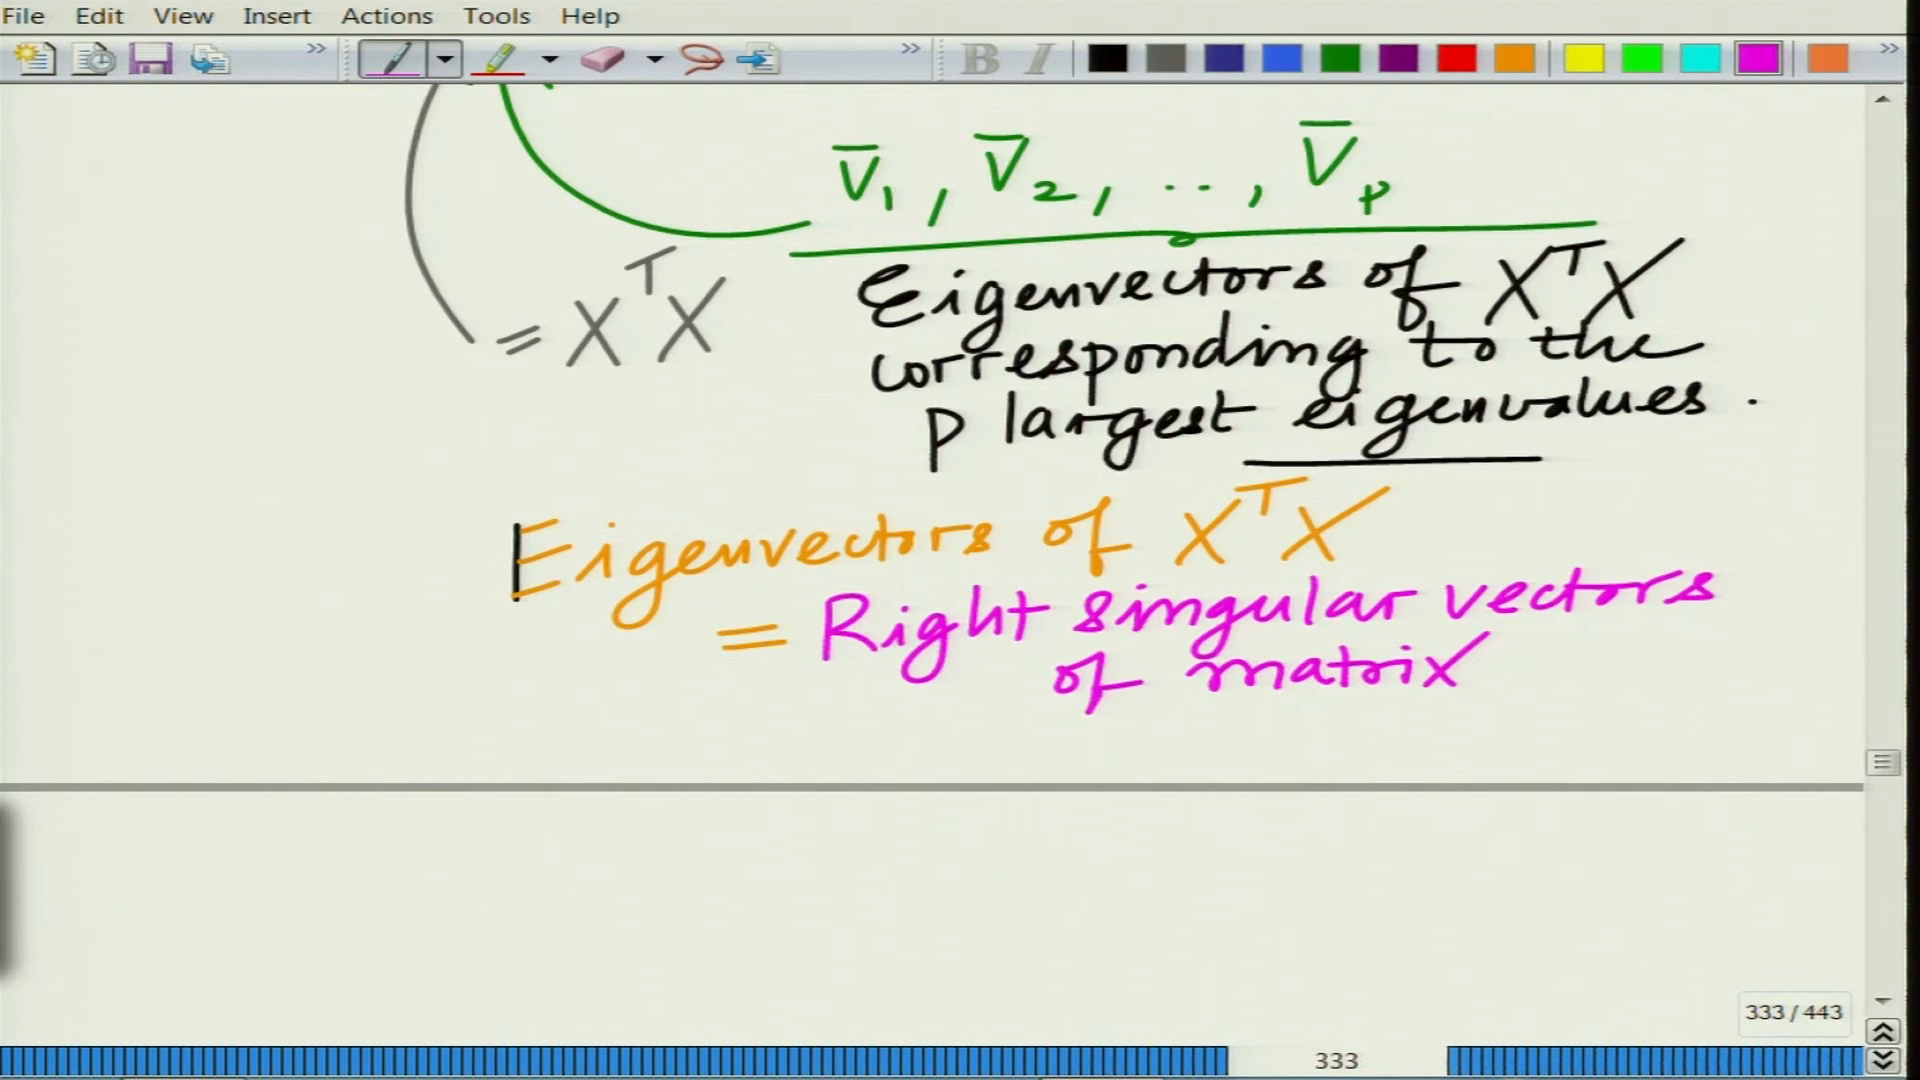 File Edit View Insert Actions Tools Help
B I
V̅₁, V̅₂, ..., V̅ₚ
= XᵀX
Eigenvectors of XᵀX
corresponding to the
p largest eigenvalues.
Eigenvectors of XᵀX
= Right singular vectors
of matrix
333 / 443
333